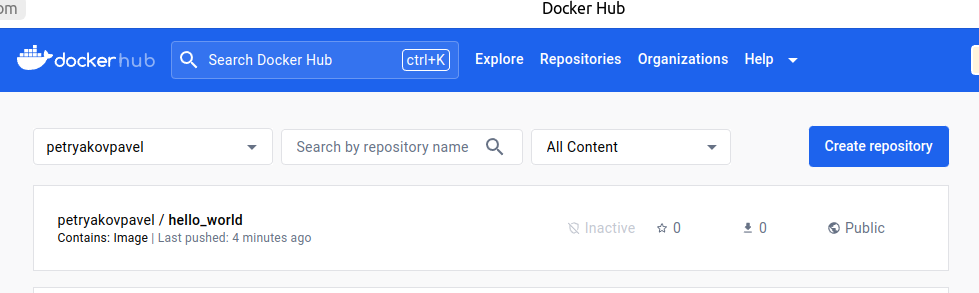 om
Docker Hub
dockerhub
Search Docker Hub ctrl+K Explore Repositories Organizations Help
petryakovpavel Search by repository name All Content Create repository
petryakovpavel / hello_world
Contains: Image | Last pushed: 4 minutes ago
Inactive 0 0 Public